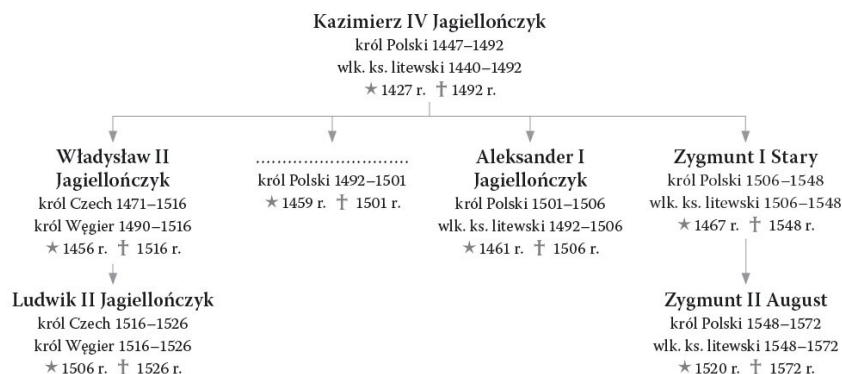 Kazimierz IV Jagiellończyk
król Polski 1447–1492
wlk. ks. litewski 1440–1492
★ 1427 r. † 1492 r.
Władysław II
Jagiellończyk
król Czech 1471–1516
król Węgier 1490–1516
★ 1456 r. † 1516 r.
.............................
król Polski 1492–1501
★ 1459 r. † 1501 r.
Aleksander I
Jagiellończyk
król Polski 1501–1506
wlk. ks. litewski 1492–1506
★ 1461 r. † 1506 r.
Zygmunt I Stary
król Polski 1506–1548
wlk. ks. litewski 1506–1548
★ 1467 r. † 1548 r.
Ludwik II Jagiellończyk
król Czech 1516–1526
król Węgier 1516–1526
★ 1506 r. † 1526 r.
Zygmunt II August
król Polski 1548–1572
wlk. ks. litewski 1548–1572
★ 1520 r. † 1572 r.